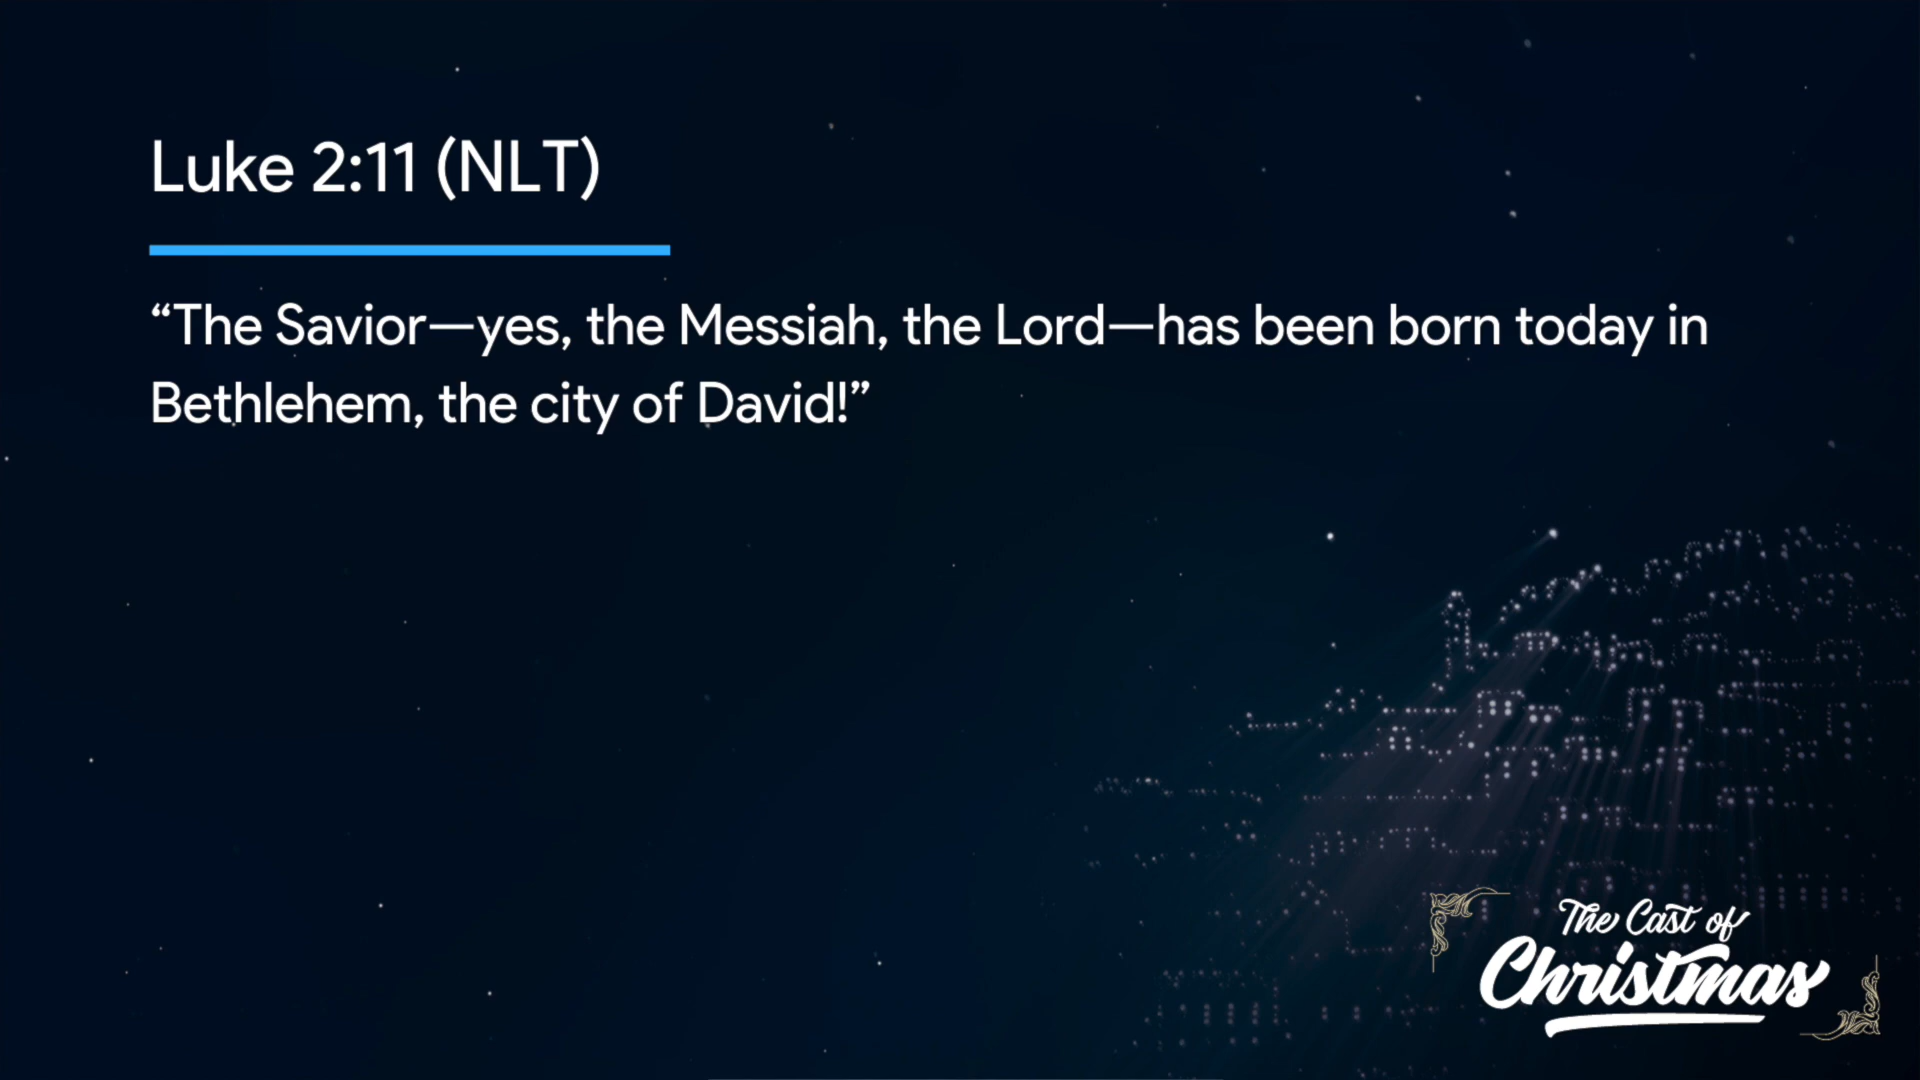 Luke 2:11 (NLT)
“The Savior—yes, the Messiah, the Lord—has been born today in
Bethlehem, the city of David!”
The Cast of
Christmas